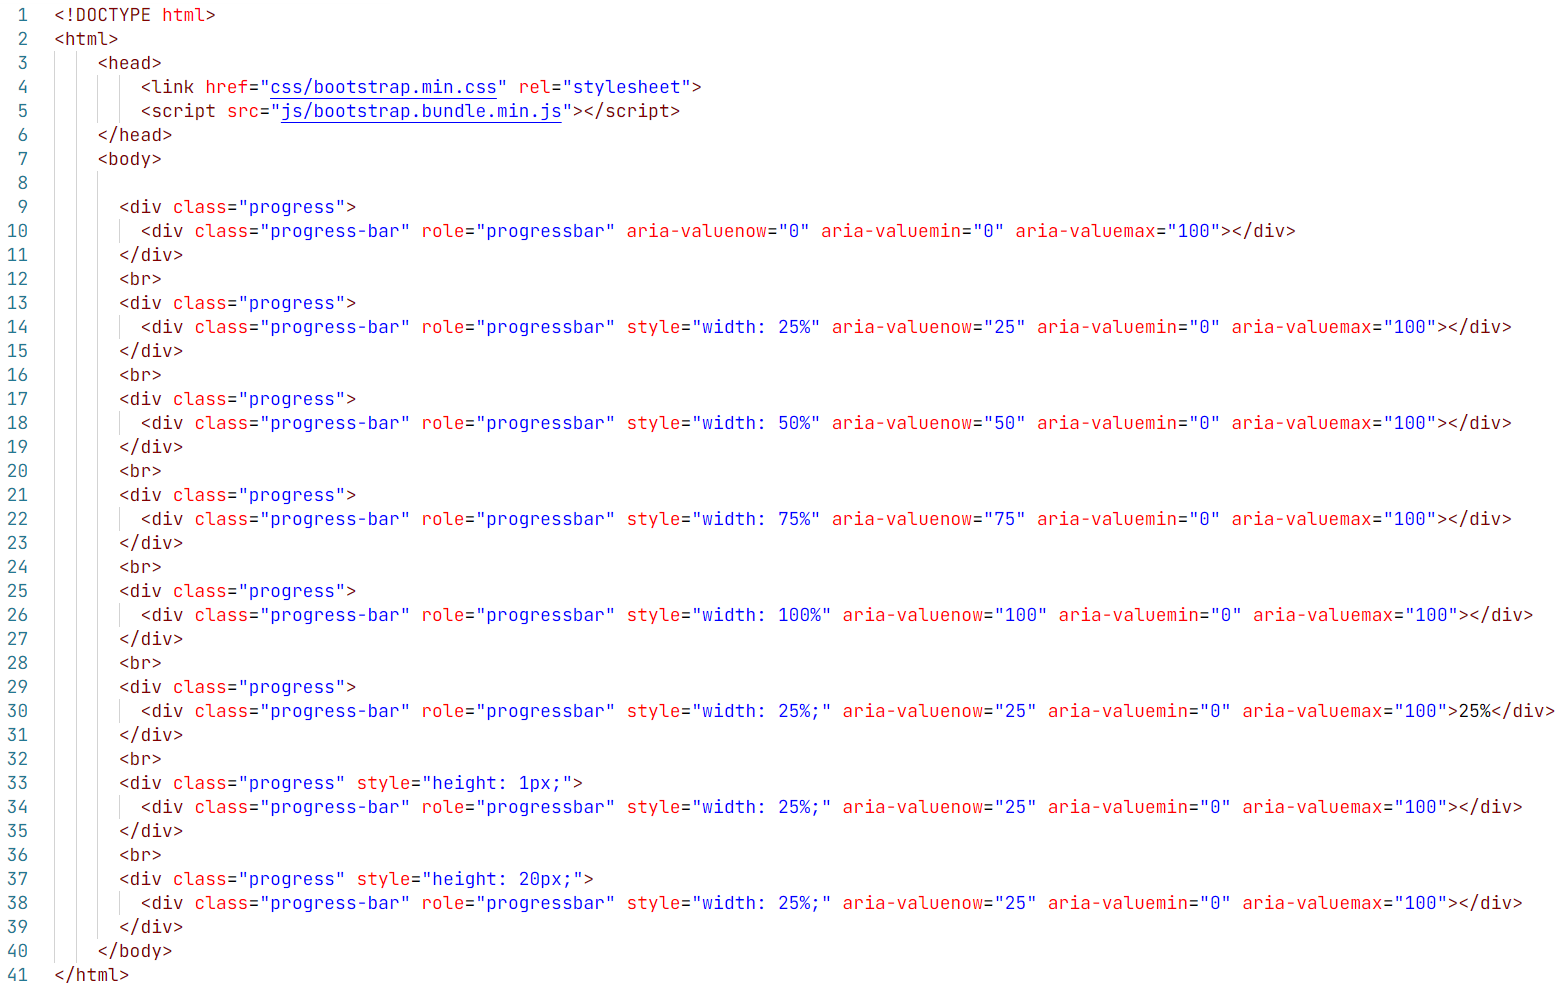 1 <!DOCTYPE html>
2 <html>
3 <head>
4 <link href="css/bootstrap.min.css" rel="stylesheet">
5 <script src="js/bootstrap.bundle.min.js"></script>
6 </head>
7 <body>
8
9 <div class="progress">
10 <div class="progress-bar" role="progressbar" aria-valuenow="0" aria-valuemin="0" aria-valuemax="100"></div>
11 </div>
12 <br>
13 <div class="progress">
14 <div class="progress-bar" role="progressbar" style="width: 25%" aria-valuenow="25" aria-valuemin="0" aria-valuemax="100"></div>
15 </div>
16 <br>
17 <div class="progress">
18 <div class="progress-bar" role="progressbar" style="width: 50%" aria-valuenow="50" aria-valuemin="0" aria-valuemax="100"></div>
19 </div>
20 <br>
21 <div class="progress">
22 <div class="progress-bar" role="progressbar" style="width: 75%" aria-valuenow="75" aria-valuemin="0" aria-valuemax="100"></div>
23 </div>
24 <br>
25 <div class="progress">
26 <div class="progress-bar" role="progressbar" style="width: 100%" aria-valuenow="100" aria-valuemin="0" aria-valuemax="100"></div>
27 </div>
28 <br>
29 <div class="progress">
30 <div class="progress-bar" role="progressbar" style="width: 25%;" aria-valuenow="25" aria-valuemin="0" aria-valuemax="100">25%</div>
31 </div>
32 <br>
33 <div class="progress" style="height: 1px;">
34 <div class="progress-bar" role="progressbar" style="width: 25%;" aria-valuenow="25" aria-valuemin="0" aria-valuemax="100"></div>
35 </div>
36 <br>
37 <div class="progress" style="height: 20px;">
38 <div class="progress-bar" role="progressbar" style="width: 25%;" aria-valuenow="25" aria-valuemin="0" aria-valuemax="100"></div>
39 </div>
40 </body>
41 </html>